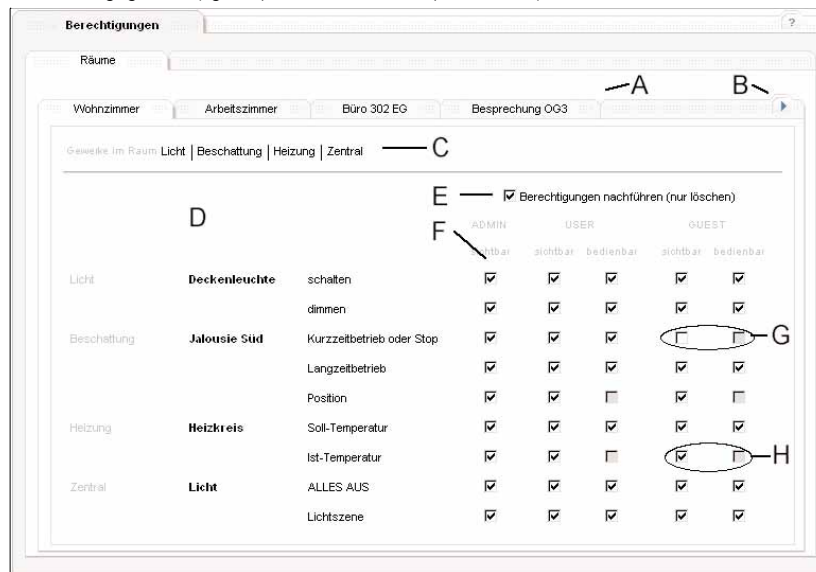 Berechtigungen ?
Räume
A B
Wohnzimmer Arbeitszimmer Büro 302 EG Besprechung OG3
Gewerke im Raum Licht | Beschattung | Heizung | Zentral C
E Berechtigungen nachführen (nur löschen)
D
F ADMIN USER GUEST
sichtbar sichtbar bedienbar sichtbar bedienbar
Licht Deckenleuchte schalten
dimmen
Beschattung Jalousie Süd Kurzzeitbetrieb oder Stop G
Langzeitbetrieb
Position
Heizung Heizkreis Soll-Temperatur
Ist-Temperatur H
Zentral Licht ALLES AUS
Lichtszene